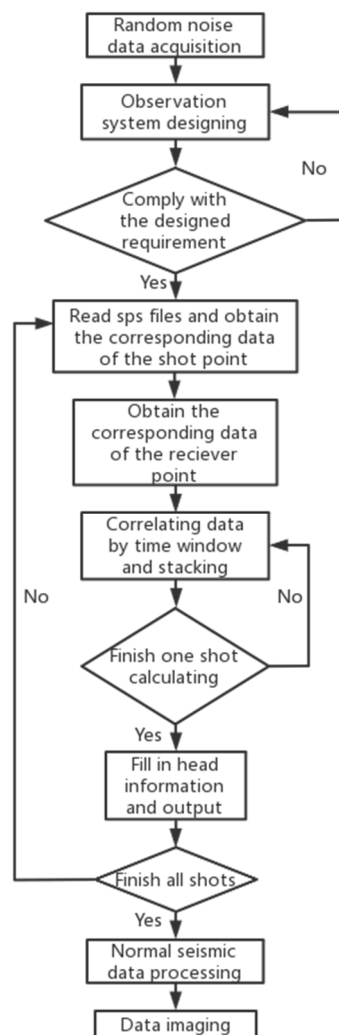 Random noise
data acquisition
Observation
system designing
No
Comply with
the designed
requirement
Yes
Read sps files and obtain
the corresponding data
of the shot point
Obtain the
corresponding data
of the reciever
point
Correlating data
by time window
and stacking
No
No
Finish one shot
calculating
Yes
Fill in head
information
and output
Finish all shots
Yes
Normal seismic
data processing
Data imaging